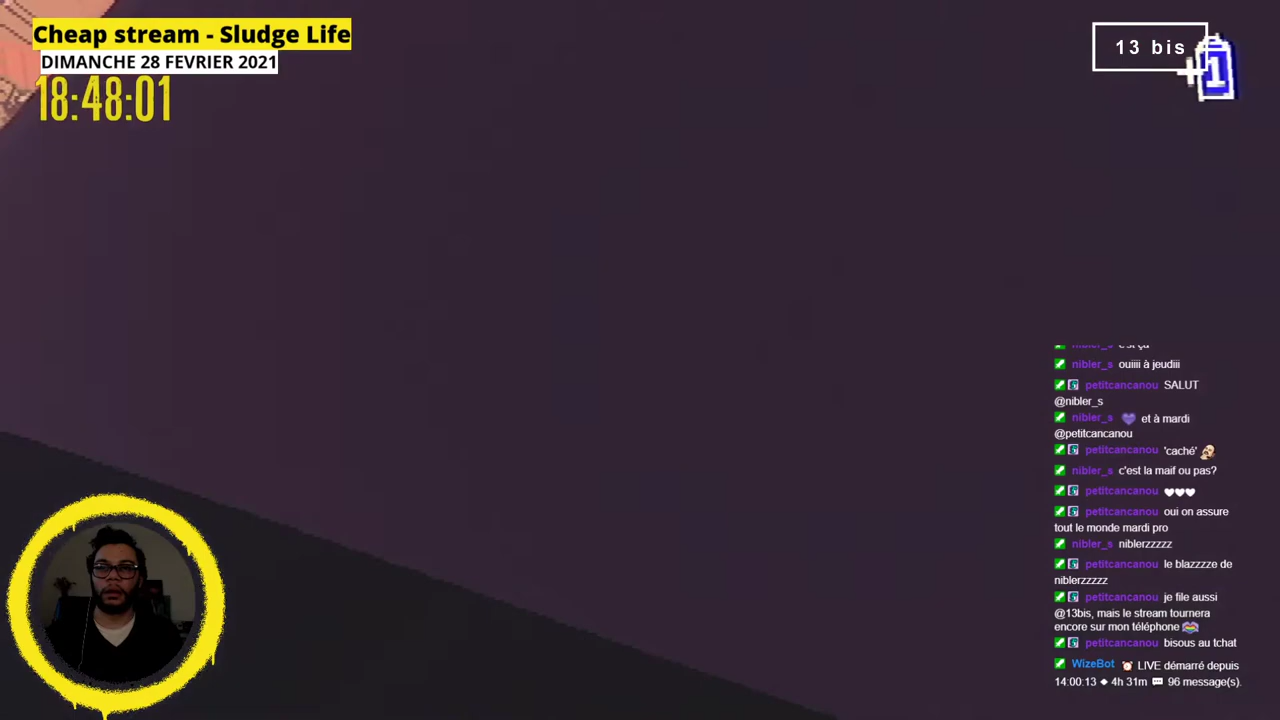 Cheap stream - Sludge Life
DIMANCHE 28 FEVRIER 2021
18:48:01
13 bis
+1
nibler_s c'est ça
nibler_s ouiiii à jeudiii
petitcancanou SALUT
@nibler_s
nibler_s 💜 et à mardi
@petitcancanou
petitcancanou 'caché'
nibler_s c'est la maif ou pas?
petitcancanou ♥♥♥
petitcancanou oui on assure
tout le monde mardi pro
nibler_s niblerzzzzz
petitcancanou le blazzzze de
niblerzzzzz
petitcancanou je file aussi
@13bis, mais le stream tournera
encore sur mon téléphone
petitcancanou bisous au tchat
WizeBot ⏰ LIVE démarré depuis
14:00:13 ◆ 4h 31m 💬 96 message(s).